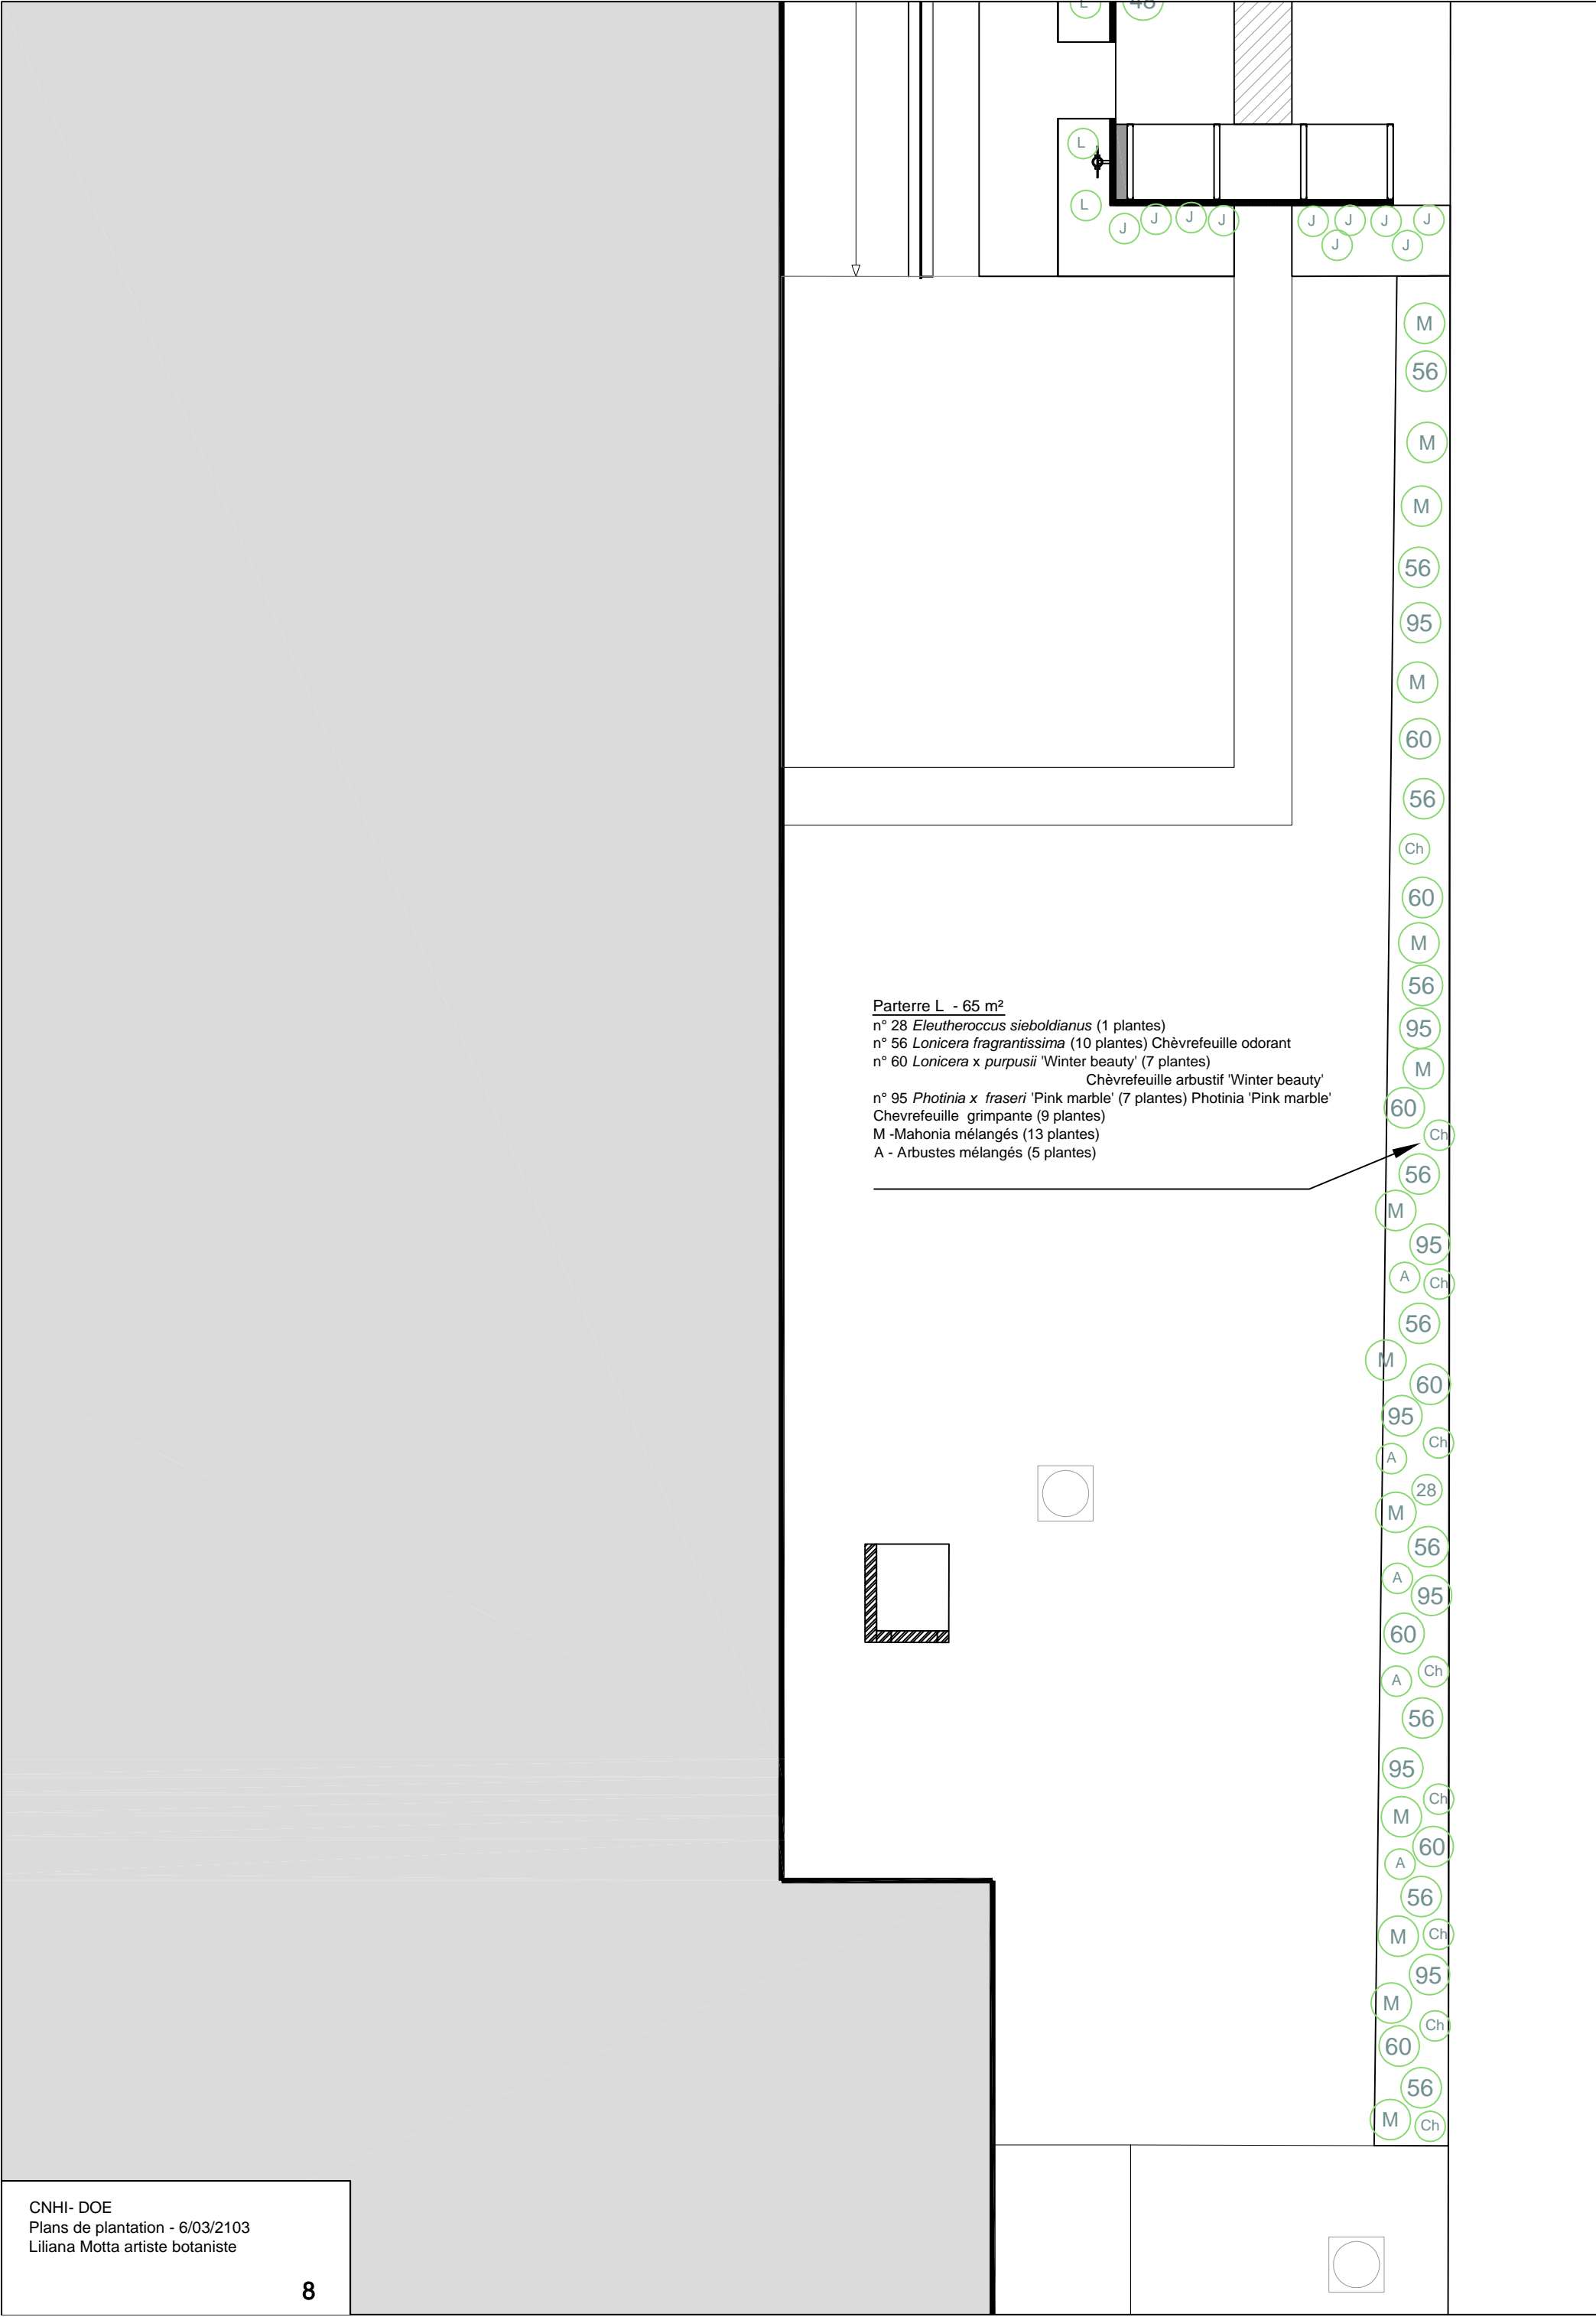 L
48
L
L
J
J
J
J
J
J
J
J
J
J
M
56
M
M
56
95
M
60
56
Ch
60
M
56
95
M
60
Ch
Parterre L - 65 m²
n° 28 Eleutheroccus sieboldianus (1 plantes)
n° 56 Lonicera fragrantissima (10 plantes) Chèvrefeuille odorant
n° 60 Lonicera x purpusii 'Winter beauty' (7 plantes)
Chèvrefeuille arbustif 'Winter beauty'
n° 95 Photinia x fraseri 'Pink marble' (7 plantes) Photinia 'Pink marble'
Chevrefeuille grimpante (9 plantes)
M -Mahonia mélangés (13 plantes)
A - Arbustes mélangés (5 plantes)
56
M
95
A
Ch
56
M
60
95
Ch
A
28
M
56
A
95
60
Ch
A
56
95
Ch
M
60
A
56
M
Ch
95
M
Ch
60
56
M
Ch
CNHI- DOE
Plans de plantation - 6/03/2103
Liliana Motta artiste botaniste
8